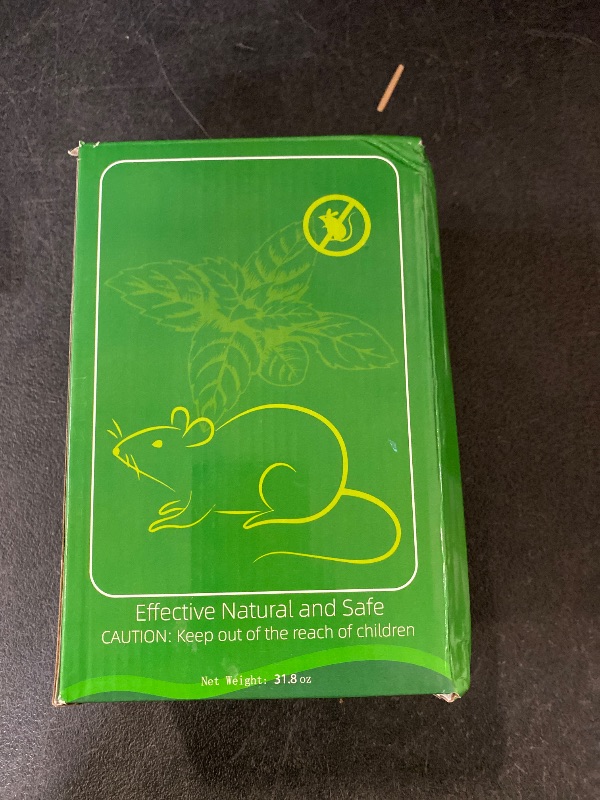 Effective Natural and Safe
CAUTION: Keep out of the reach of children
Net Weight: 31.8 oz